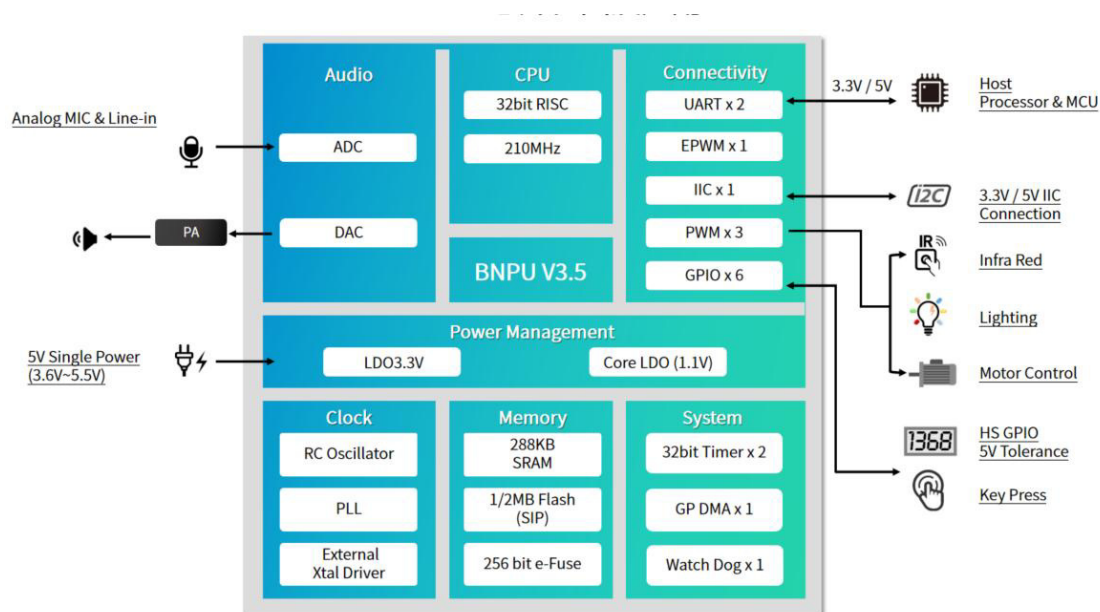 Audio
ADC
DAC
CPU
32bit RISC
210MHz
BNPU V3.5
Connectivity
UART x 2
EPWM x 1
IIC x 1
PWM x 3
GPIO x 6
Analog MIC & Line-in
PA
5V Single Power
(3.6V~5.5V)
Power Management
LDO3.3V
Core LDO (1.1V)
Clock
RC Oscillator
PLL
External
Xtal Driver
Memory
288KB
SRAM
1/2MB Flash
(SIP)
256 bit e-Fuse
System
32bit Timer x 2
GP DMA x 1
Watch Dog x 1
3.3V / 5V
Host
Processor & MCU
I2C
3.3V / 5V IIC
Connection
IR
Infra Red
Lighting
Motor Control
1368
HS GPIO
5V Tolerance
Key Press